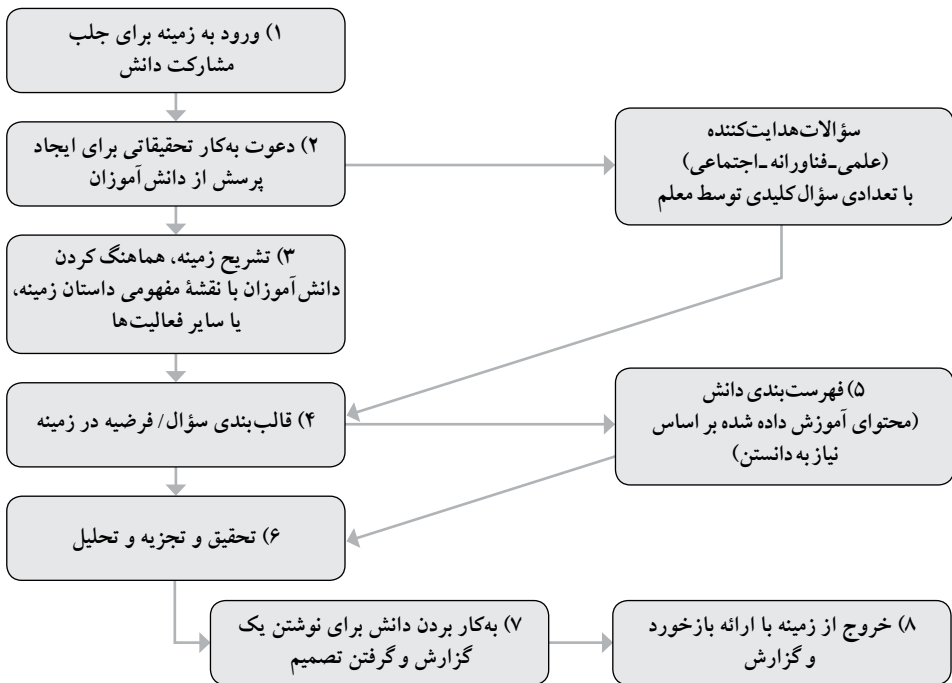 ۱) ورود به زمینه برای جلب
مشارکت دانش
۲) دعوت به‌کار تحقیقاتی برای ایجاد
پرسش از دانش‌آموزان
سؤالات‌هدایت‌کننده
(علمی‌ـ‌فناورانه‌ـ‌اجتماعی)
با تعدادی سؤال کلیدی توسط معلم
۳) تشریح زمینه، هماهنگ کردن
دانش‌آموزان با نقشهٔ مفهومی داستان زمینه،
یا سایر فعالیت‌ها
۴) قالب‌بندی سؤال/ فرضیه در زمینه
۵) فهرست‌بندی دانش
(محتوای آموزش داده شده بر اساس
نیاز به دانستن)
۶) تحقیق و تجزیه و تحلیل
۷) به‌کار بردن دانش برای نوشتن یک
گزارش و گرفتن تصمیم
۸) خروج از زمینه با ارائه بازخورد
و گزارش